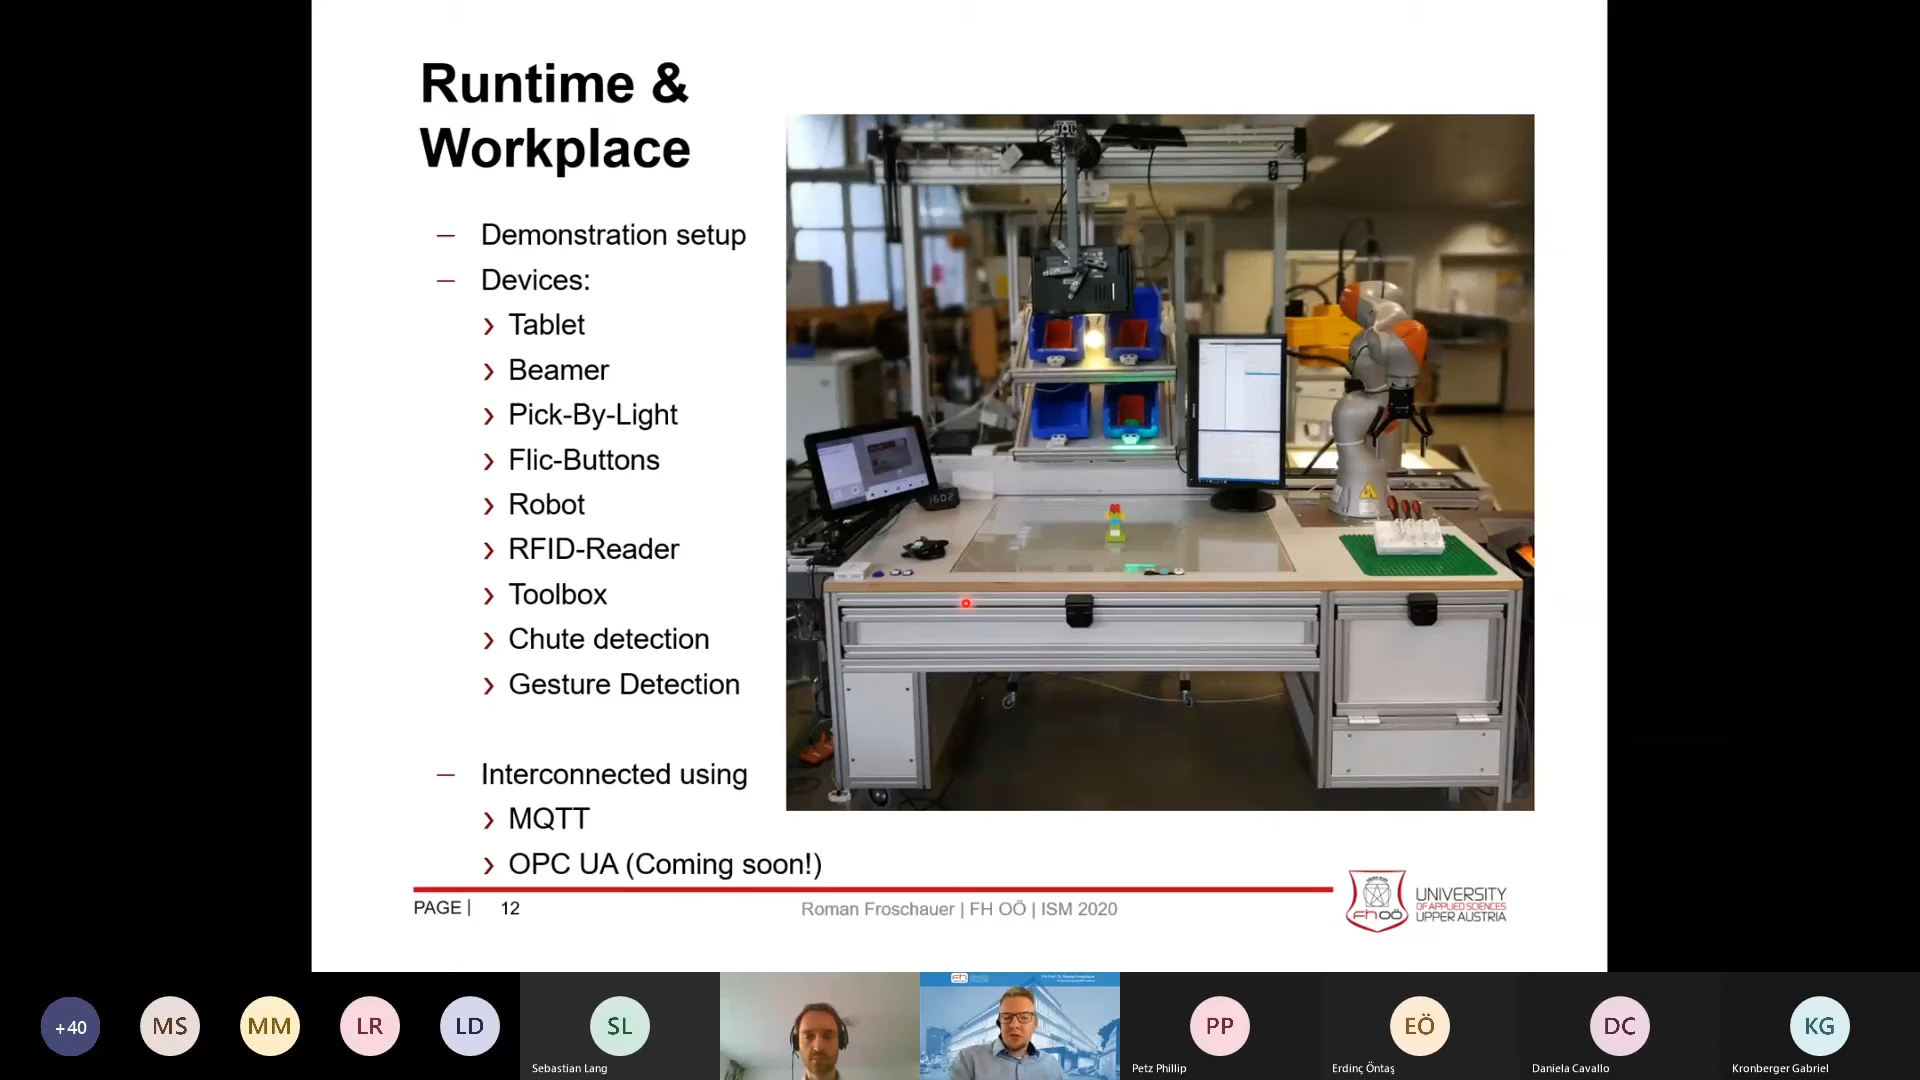 Runtime &
Workplace
– Demonstration setup
– Devices:
› Tablet
› Beamer
› Pick-By-Light
› Flic-Buttons
› Robot
› RFID-Reader
› Toolbox
› Chute detection
› Gesture Detection
– Interconnected using
› MQTT
› OPC UA (Coming soon!)
PAGE | 12
Roman Froschauer | FH OÖ | ISM 2020
fh oö
UNIVERSITY
OF APPLIED SCIENCES
UPPER AUSTRIA
+40
MS
MM
LR
LD
SL
Sebastian Lang
PP
Petz Phillip
EÖ
Erdinç Öntaş
DC
Daniela Cavallo
KG
Kronberger Gabriel